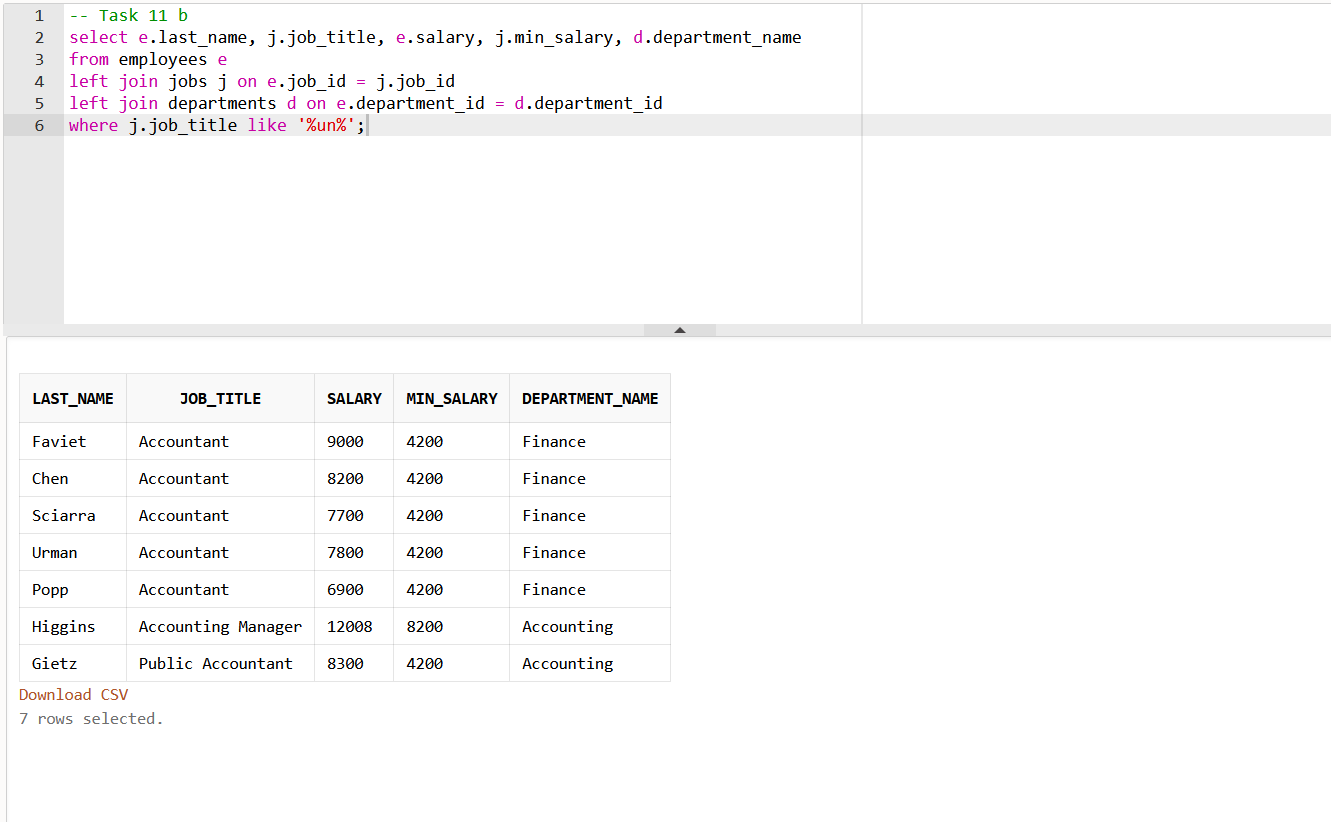 1 -- Task 11 b
2 select e.last_name, j.job_title, e.salary, j.min_salary, d.department_name
3 from employees e
4 left join jobs j on e.job_id = j.job_id
5 left join departments d on e.department_id = d.department_id
6 where j.job_title like '%un%';
LAST_NAME JOB_TITLE SALARY MIN_SALARY DEPARTMENT_NAME
Faviet Accountant 9000 4200 Finance
Chen Accountant 8200 4200 Finance
Sciarra Accountant 7700 4200 Finance
Urman Accountant 7800 4200 Finance
Popp Accountant 6900 4200 Finance
Higgins Accounting Manager 12008 8200 Accounting
Gietz Public Accountant 8300 4200 Accounting
Download CSV
7 rows selected.